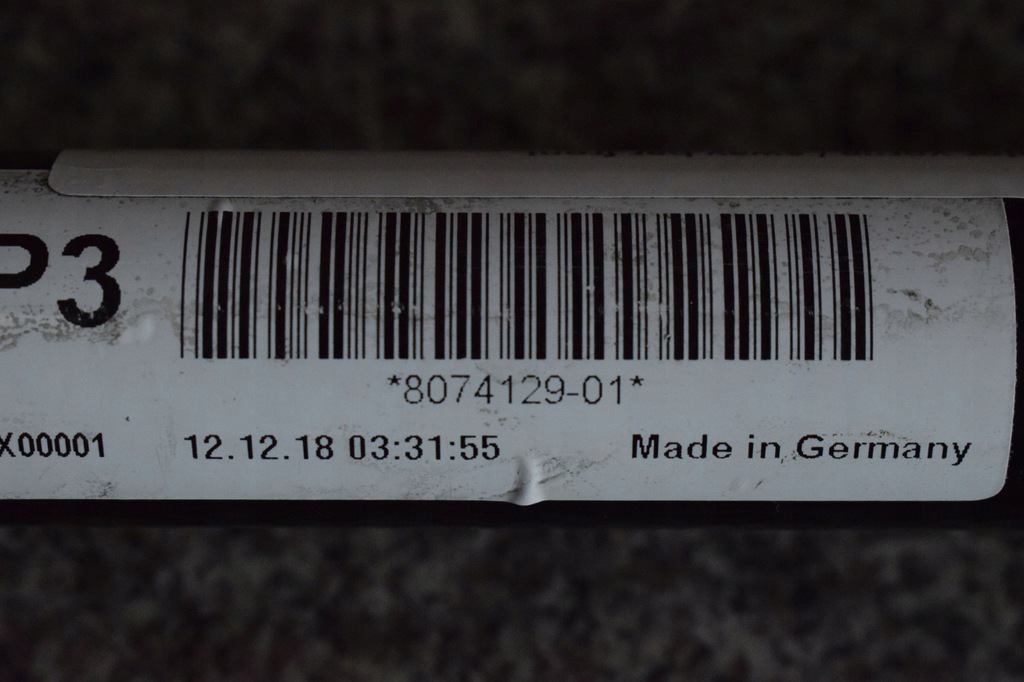 P3
*8074129-01*
X00001 12.12.18 03:31:55 Made in Germany